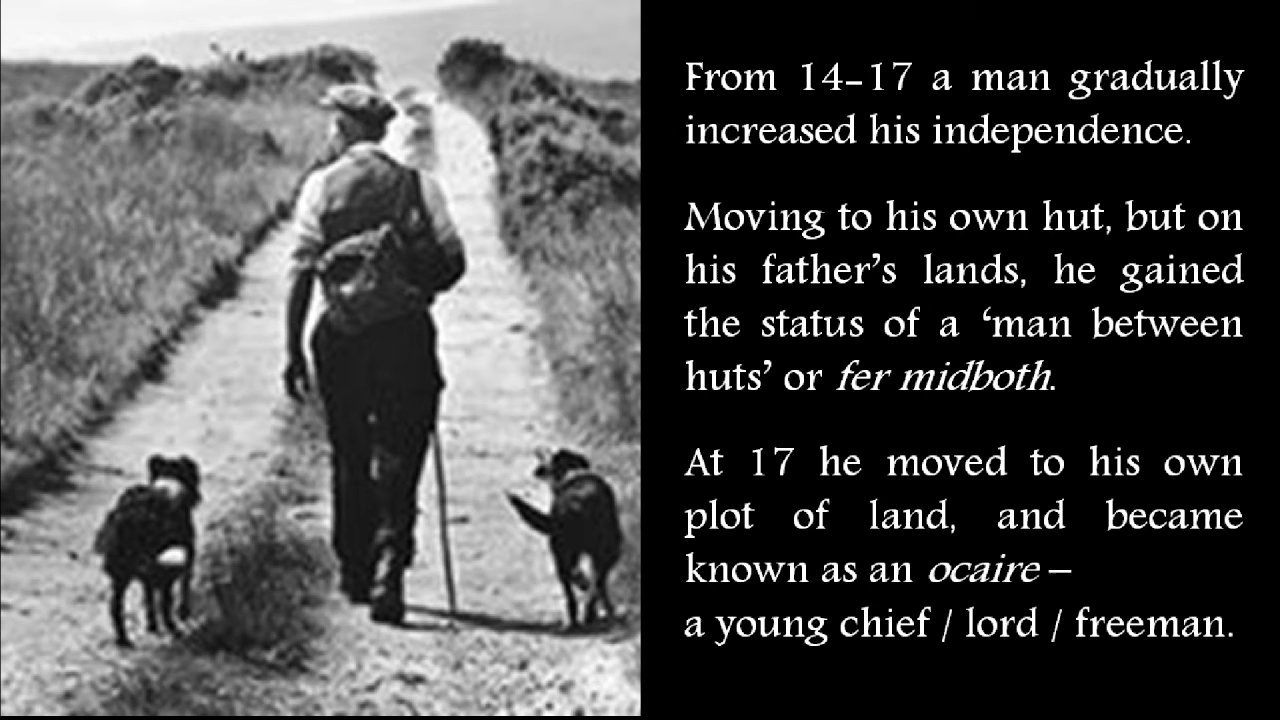 From 14–17 a man gradually
increased his independence.
Moving to his own hut, but on
his father’s lands, he gained
the status of a ‘man between
huts’ or fer midboth.
At 17 he moved to his own
plot of land, and became
known as an ocaire –
a young chief / lord / freeman.